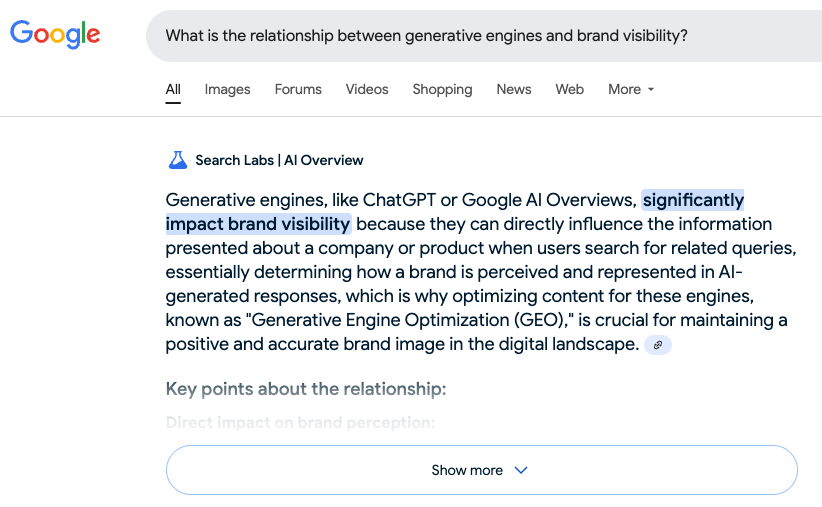 Google
What is the relationship between generative engines and brand visibility?
All Images Forums Videos Shopping News Web More
Search Labs | AI Overview
Generative engines, like ChatGPT or Google AI Overviews, significantly
impact brand visibility because they can directly influence the information
presented about a company or product when users search for related queries,
essentially determining how a brand is perceived and represented in AI-
generated responses, which is why optimizing content for these engines,
known as "Generative Engine Optimization (GEO)," is crucial for maintaining a
positive and accurate brand image in the digital landscape.
Key points about the relationship:
Direct impact on brand perception:
Show more